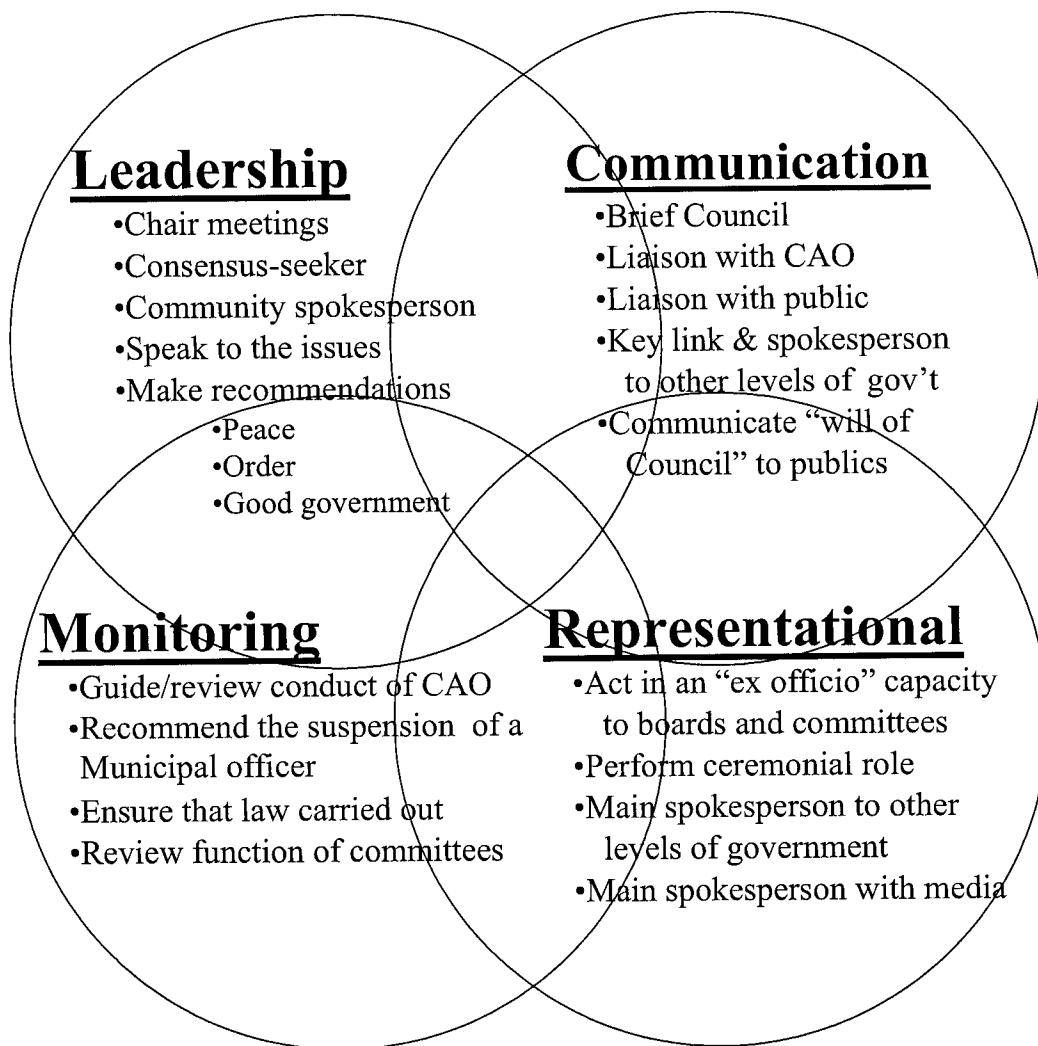 Leadership
•Chair meetings
•Consensus-seeker
•Community spokesperson
•Speak to the issues
•Make recommendations
•Peace
•Order
•Good government
Communication
•Brief Council
•Liaison with CAO
•Liaison with public
•Key link & spokesperson
to other levels of gov't
•Communicate “will of
Council” to publics
Monitoring
•Guide/review conduct of CAO
•Recommend the suspension of a
Municipal officer
•Ensure that law carried out
•Review function of committees
Representational
•Act in an “ex officio” capacity
to boards and committees
•Perform ceremonial role
•Main spokesperson to other
levels of government
•Main spokesperson with media